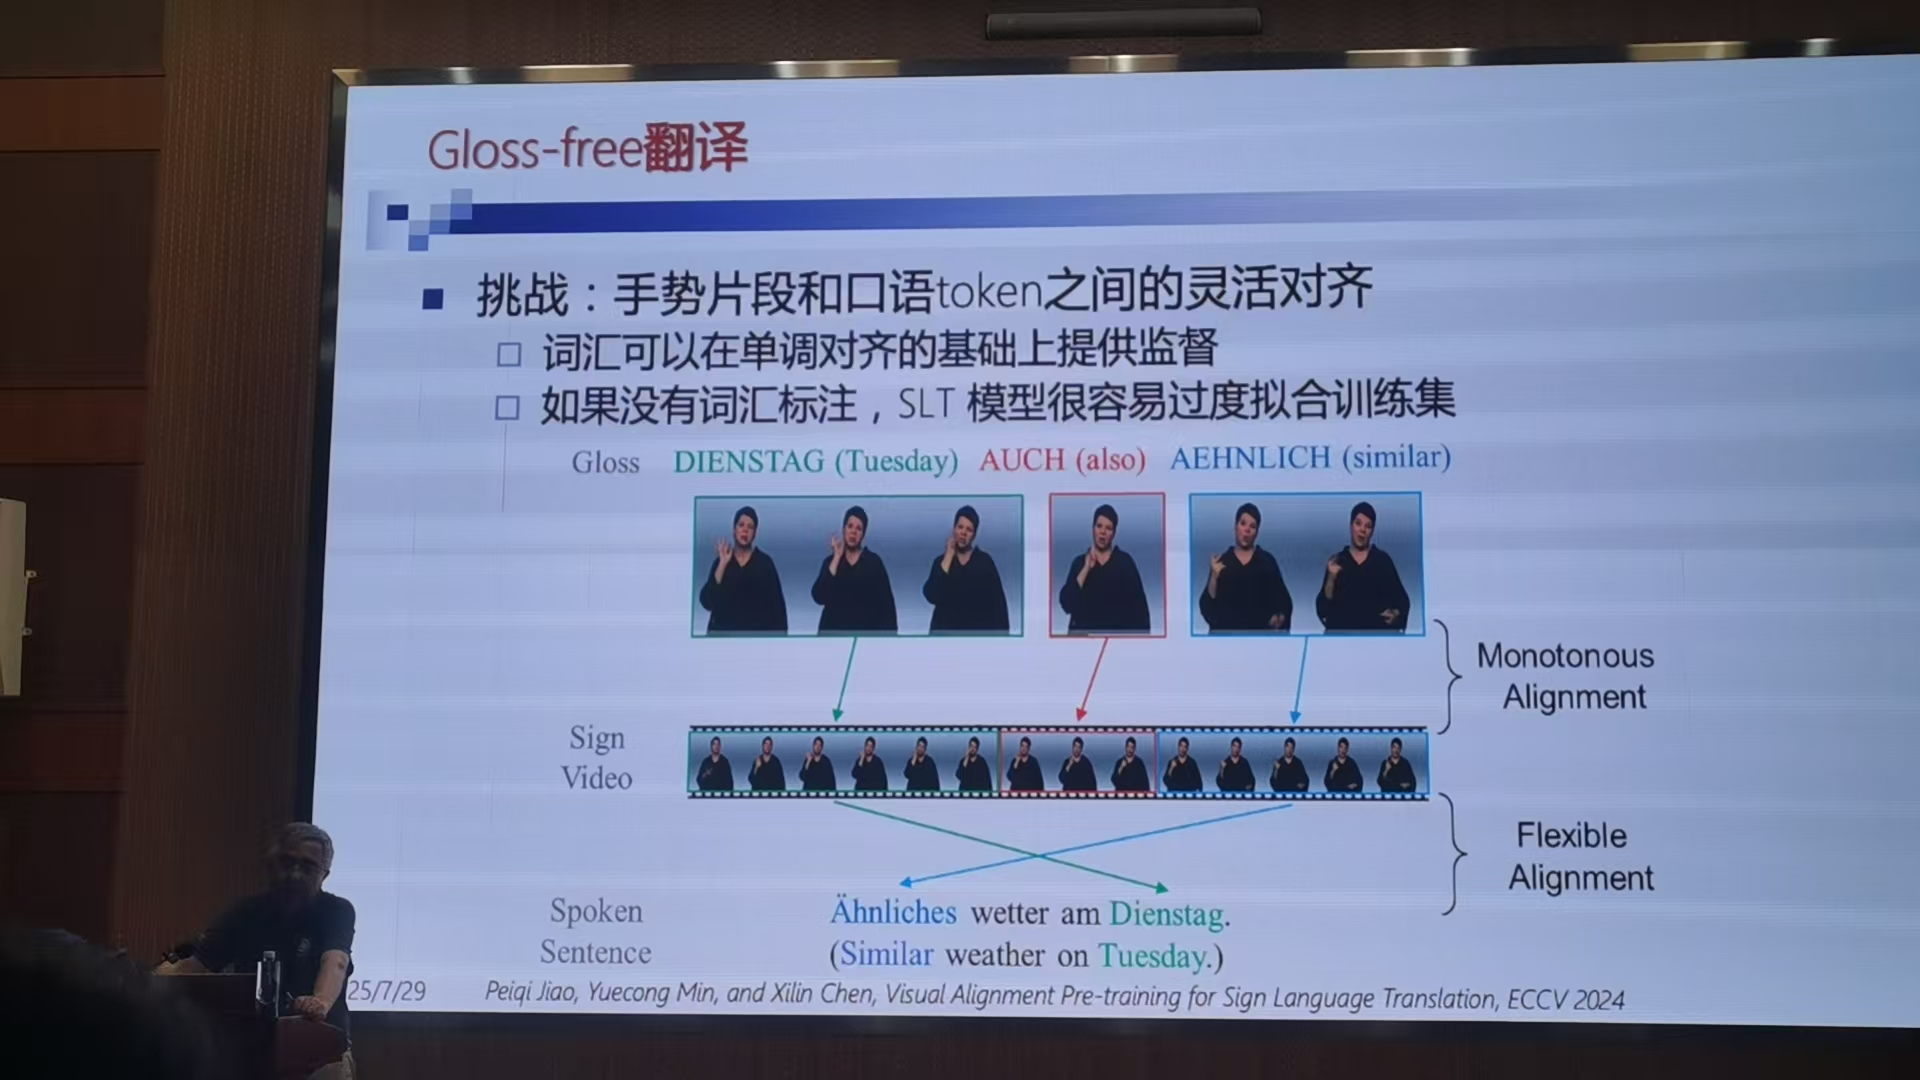 Gloss-free翻译
挑战：手势片段和口语token之间的灵活对齐
词汇可以在单调对齐的基础上提供监督
如果没有词汇标注，SLT 模型很容易过度拟合训练集
Gloss DIENSTAG (Tuesday) AUCH (also) AEHNLICH (similar)
Monotonous
Alignment
Sign
Video
Flexible
Alignment
Spoken
Sentence
Ähnliches wetter am Dienstag.
(Similar weather on Tuesday.)
25/7/29
Peiqi Jiao, Yuecong Min, and Xilin Chen, Visual Alignment Pre-training for Sign Language Translation, ECCV 2024